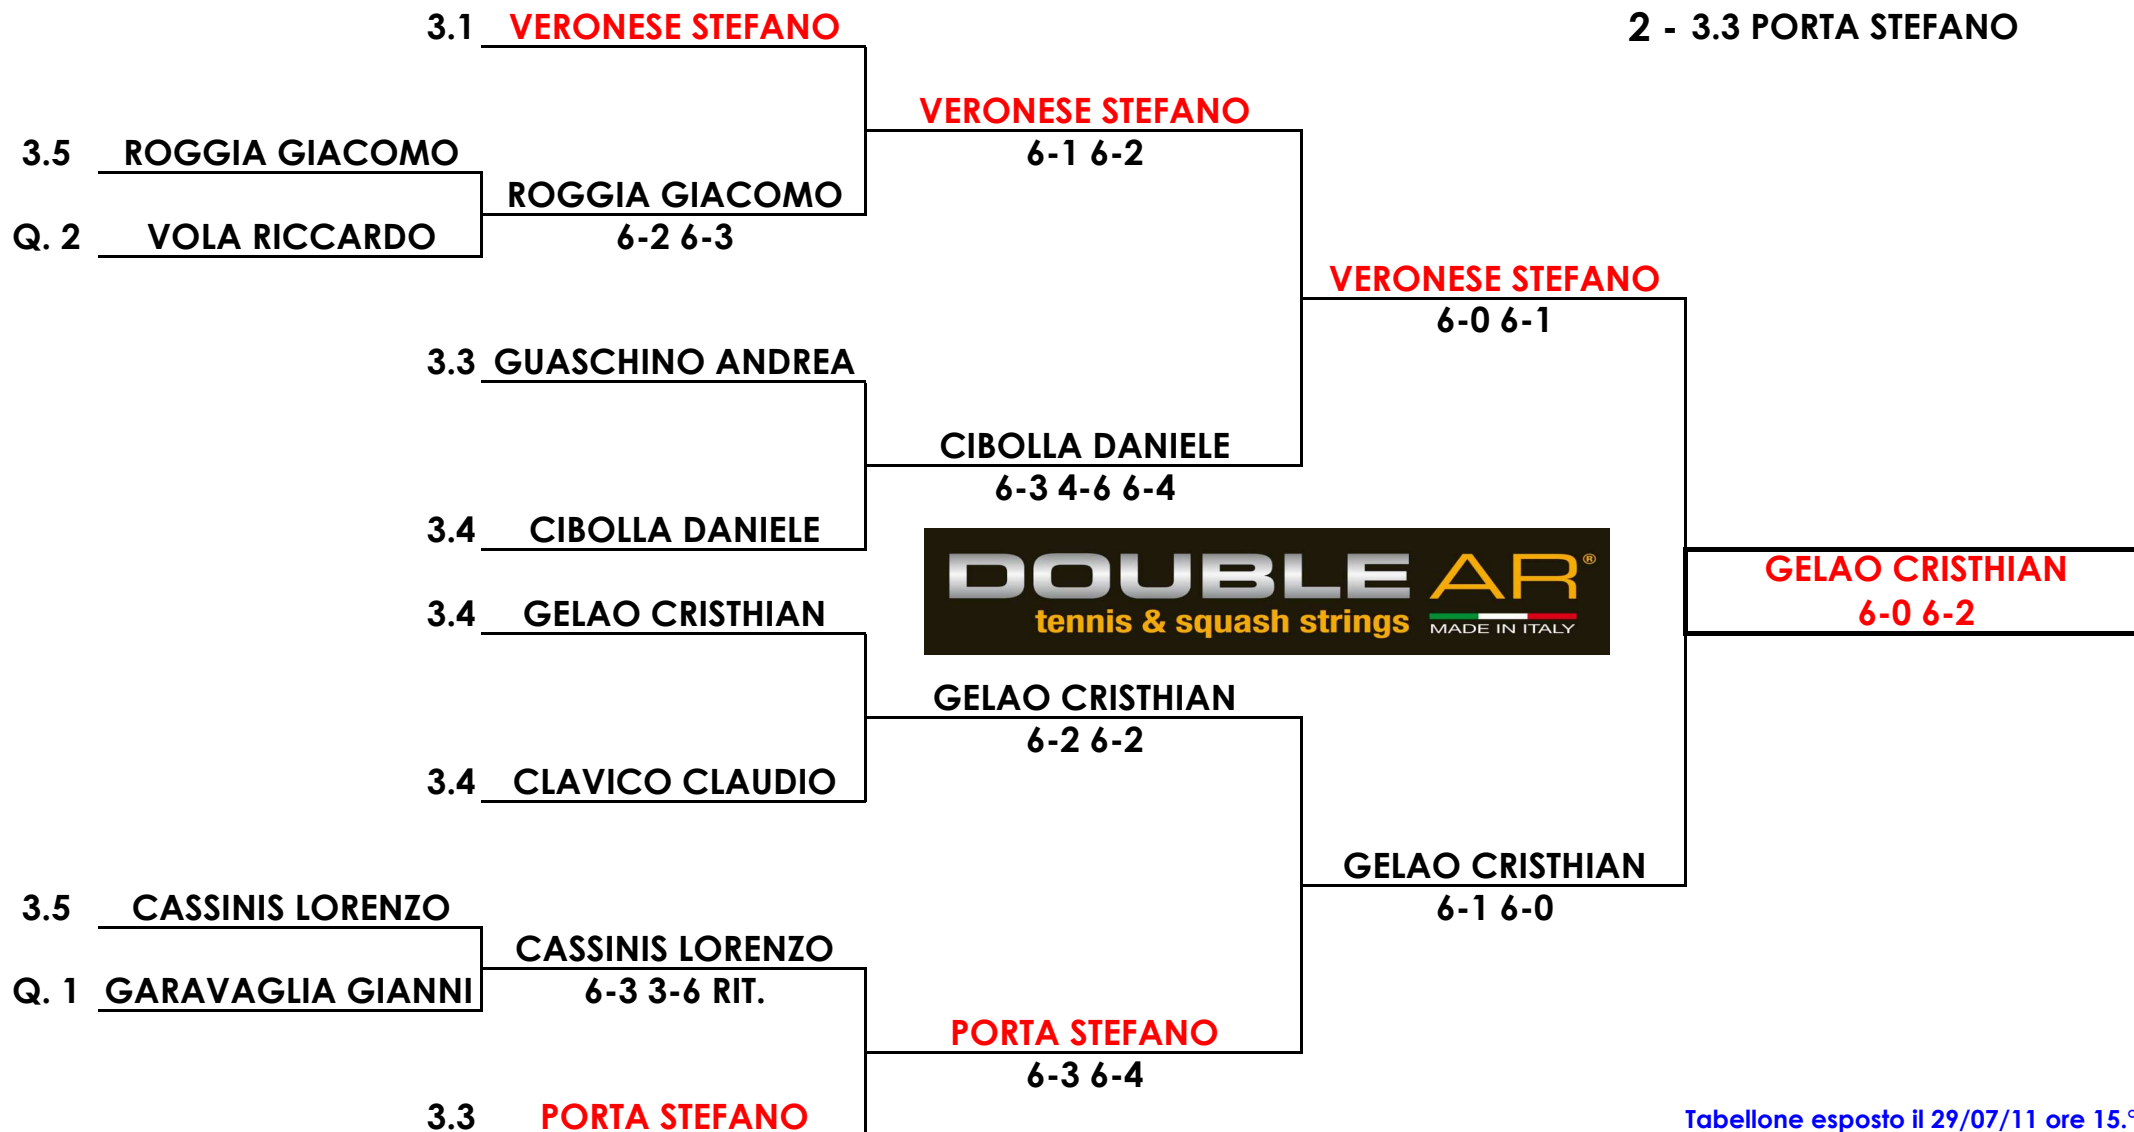 3.1 VERONESE STEFANO
2 - 3.3 PORTA STEFANO
VERONESE STEFANO
6-1 6-2
3.5 ROGGIA GIACOMO
ROGGIA GIACOMO
6-2 6-3
Q. 2 VOLA RICCARDO
VERONESE STEFANO
6-0 6-1
3.3 GUASCHINO ANDREA
CIBOLLA DANIELE
6-3 4-6 6-4
3.4 CIBOLLA DANIELE
DOUBLE AR®
tennis & squash strings MADE IN ITALY
GELAO CRISTHIAN
6-0 6-2
3.4 GELAO CRISTHIAN
GELAO CRISTHIAN
6-2 6-2
3.4 CLAVICO CLAUDIO
GELAO CRISTHIAN
6-1 6-0
3.5 CASSINIS LORENZO
CASSINIS LORENZO
6-3 3-6 RIT.
Q. 1 GARAVAGLIA GIANNI
PORTA STEFANO
6-3 6-4
3.3 PORTA STEFANO
Tabellone esposto il 29/07/11 ore 15.